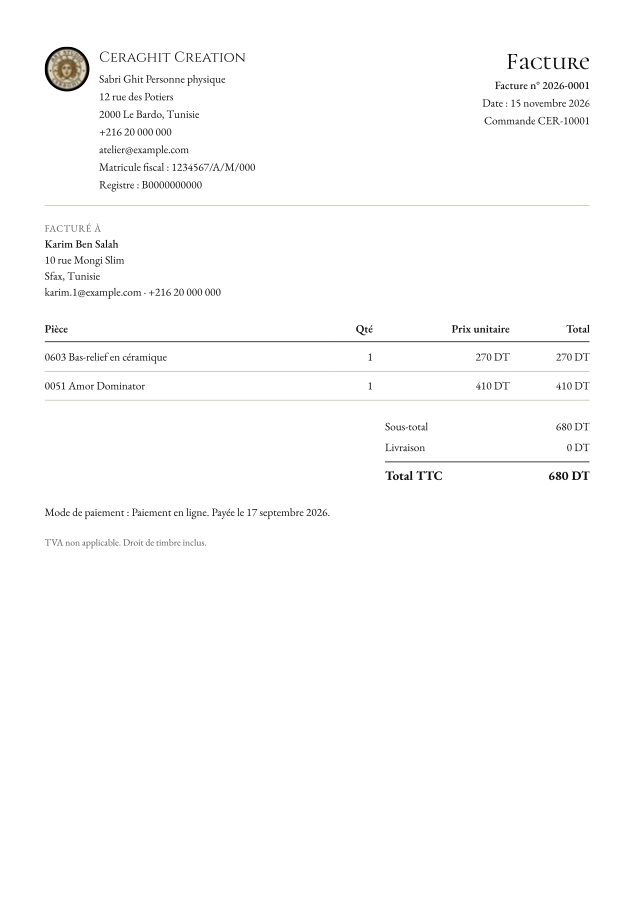 Ceraghit Creation
Sabri Ghit Personne physique
12 rue des Potiers
2000 Le Bardo, Tunisie
+216 20 000 000
atelier@example.com
Matricule fiscal : 1234567/A/M/000
Registre : B0000000000
Facture
Facture n° 2026-0001
Date : 15 novembre 2026
Commande CER-10001
FACTURÉ À
Karim Ben Salah
10 rue Mongi Slim
Sfax, Tunisie
karim.1@example.com · +216 20 000 000
Pièce Qté Prix unitaire Total
0603 Bas-relief en céramique 1 270 DT 270 DT
0051 Amor Dominator 1 410 DT 410 DT
Sous-total 680 DT
Livraison 0 DT
Total TTC 680 DT
Mode de paiement : Paiement en ligne. Payée le 17 septembre 2026.
TVA non applicable. Droit de timbre inclus.